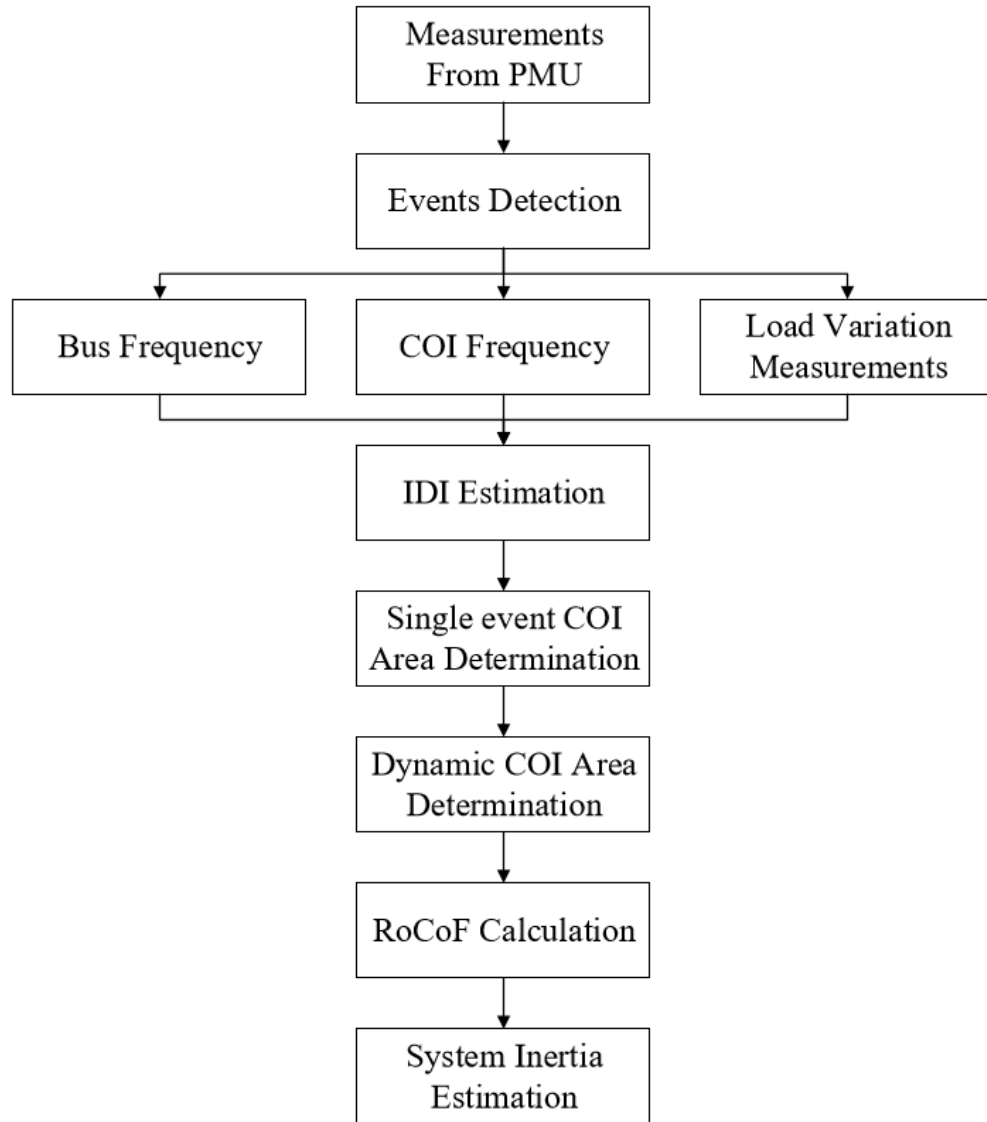 Measurements
From PMU
Events Detection
Bus Frequency
COI Frequency
Load Variation
Measurements
IDI Estimation
Single event COI
Area Determination
Dynamic COI Area
Determination
RoCoF Calculation
System Inertia
Estimation